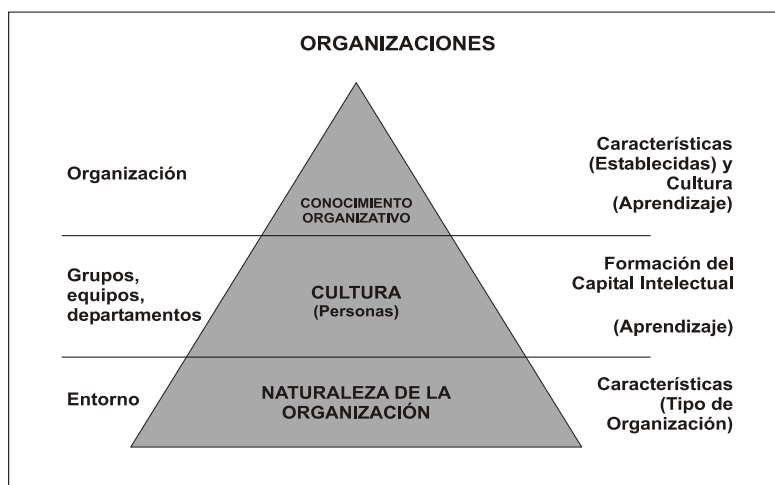 ORGANIZACIONES
Organización
CONOCIMIENTO
ORGANIZATIVO
Características
(Establecidas) y
Cultura
(Aprendizaje)
Grupos,
equipos,
departamentos
CULTURA
(Personas)
Formación del
Capital Intelectual
(Aprendizaje)
Entorno
NATURALEZA DE LA
ORGANIZACIÓN
Características
(Tipo de
Organización)